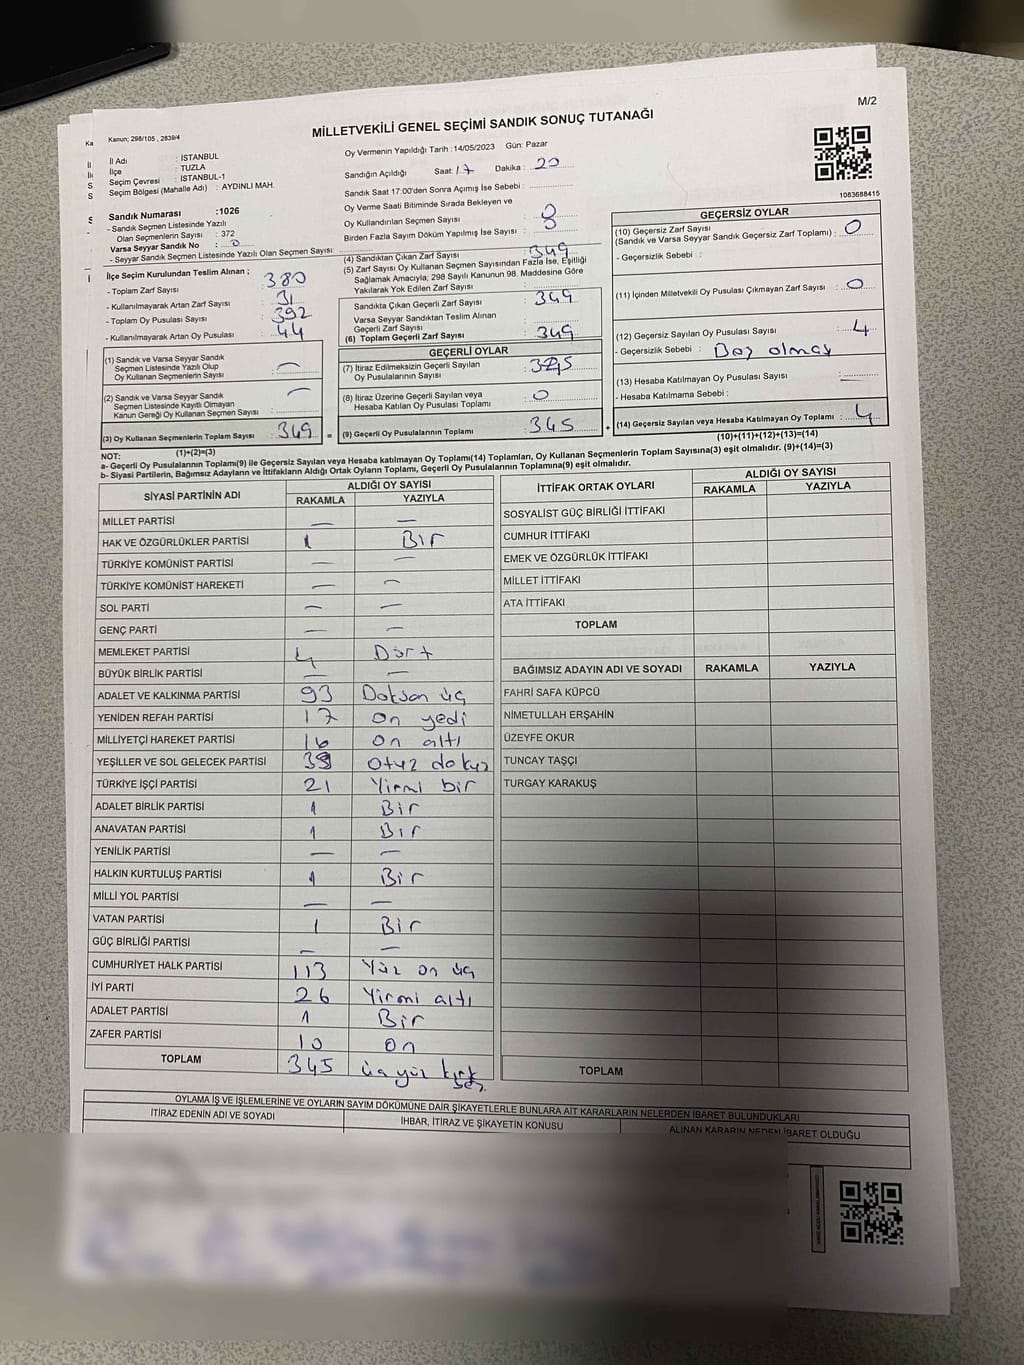 M/2
Kanun; 298/105 , 2839/4
MİLLETVEKİLİ GENEL SEÇİMİ SANDIK SONUÇ TUTANAĞI
İl Adı : İSTANBUL
İlçe : TUZLA
Seçim Çevresi : İSTANBUL-1
Seçim Bölgesi (Mahalle Adı) : AYDINLI MAH.
Sandık Numarası :1026
- Sandık Seçmen Listesinde Yazılı
Olan Seçmenlerin Sayısı : 372
Varsa Seyyar Sandık No : 0
- Seyyar Sandık Seçmen Listesinde Yazılı Olan Seçmen Sayısı:
Oy Vermenin Yapıldığı Tarih :14/05/2023 Gün: Pazar
Sandığın Açıldığı Saat: 17 Dakika : 20
Sandık Saat 17:00'den Sonra Açımış İse Sebebi :
Oy Verme Saati Bitiminde Sırada Bekleyen ve
Oy Kullandırılan Seçmen Sayısı : 0
Birden Fazla Sayım Döküm Yapılmış İse Sayısı : 0
1083688415
İlçe Seçim Kurulundan Teslim Alınan ;
- Toplam Zarf Sayısı : 380
- Kullanılmayarak Artan Zarf Sayısı : 31
- Toplam Oy Pusulası Sayısı : 392
- Kullanılmayarak Artan Oy Pusulası : 44
(1) Sandık ve Varsa Seyyar Sandık
Seçmen Listesinde Yazılı Olup
Oy Kullanan Seçmenlerin Sayısı : —
(2) Sandık ve Varsa Seyyar Sandık
Seçmen Listesinde Kayıtlı Olmayan
Kanun Gereği Oy Kullanan Seçmen Sayısı : —
(3) Oy Kullanan Seçmenlerin Toplam Sayısı : 349
(1)+(2)=(3)
(4) Sandıktan Çıkan Zarf Sayısı : 349
(5) Zarf Sayısı Oy Kullanan Seçmen Sayısından Fazla İse, Eşitliği
Sağlamak Amacıyla; 298 Sayılı Kanunun 98. Maddesine Göre
Yakılarak Yok Edilen Zarf Sayısı :
Sandıkta Çıkan Geçerli Zarf Sayısı : 349
Varsa Seyyar Sandıktan Teslim Alınan
Geçerli Zarf Sayısı :
(6) Toplam Geçerli Zarf Sayısı : 349
GEÇERLİ OYLAR
(7) İtiraz Edilmeksizin Geçerli Sayılan
Oy Pusulalarının Sayısı : 345
(8) İtiraz Üzerine Geçerli Sayılan veya
Hesaba Katılan Oy Pusulası Toplamı : 0
= (9) Geçerli Oy Pusulalarının Toplamı : 345
GEÇERSİZ OYLAR
(10) Geçersiz Zarf Sayısı
(Sandık ve Varsa Seyyar Sandık Geçersiz Zarf Toplamı) : 0
- Geçersizlik Sebebi :
(11) İçinden Milletvekili Oy Pusulası Çıkmayan Zarf Sayısı : 0
(12) Geçersiz Sayılan Oy Pusulası Sayısı : 4
- Geçersizlik Sebebi : Boş olması
(13) Hesaba Katılmayan Oy Pusulası Sayısı : —
- Hesaba Katılmama Sebebi :
+ (14) Geçersiz Sayılan veya Hesaba Katılmayan Oy Toplamı : 4
(10)+(11)+(12)+(13)=(14)
NOT:
a- Geçerli Oy Pusulalarının Toplamı(9) ile Geçersiz Sayılan veya Hesaba katılmayan Oy Toplamı(14) Toplamları, Oy Kullanan Seçmenlerin Toplam Sayısına(3) eşit olmalıdır. (9)+(14)=(3)
b- Siyasi Partilerin, Bağımsız Adayların ve İttifakların Aldığı Ortak Oyların Toplamı, Geçerli Oy Pusulalarının Toplamına(9) eşit olmalıdır.
SİYASİ PARTİNİN ADI ALDIĞI OY SAYISI
RAKAMLA YAZIYLA
MİLLET PARTİSİ — —
HAK VE ÖZGÜRLÜKLER PARTİSİ 1 Bir
TÜRKİYE KOMÜNİST PARTİSİ — —
TÜRKİYE KOMÜNİST HAREKETİ — —
SOL PARTİ — —
GENÇ PARTİ — —
MEMLEKET PARTİSİ 4 Dört
BÜYÜK BİRLİK PARTİSİ — —
ADALET VE KALKINMA PARTİSİ 93 Doksan üç
YENİDEN REFAH PARTİSİ 17 on yedi
MİLLİYETÇİ HAREKET PARTİSİ 16 on altı
YEŞİLLER VE SOL GELECEK PARTİSİ 39 Otuz dokuz
TÜRKİYE İŞÇİ PARTİSİ 21 Yirmi bir
ADALET BİRLİK PARTİSİ 1 Bir
ANAVATAN PARTİSİ 1 Bir
YENİLİK PARTİSİ — —
HALKIN KURTULUŞ PARTİSİ 1 Bir
MİLLİ YOL PARTİSİ — —
VATAN PARTİSİ 1 Bir
GÜÇ BİRLİĞİ PARTİSİ — —
CUMHURİYET HALK PARTİSİ 113 Yüz on üç
İYİ PARTİ 26 Yirmi altı
ADALET PARTİSİ 1 Bir
ZAFER PARTİSİ 10 on
TOPLAM 345 üç yüz kırk beş
İTTİFAK ORTAK OYLARI ALDIĞI OY SAYISI
RAKAMLA YAZIYLA
SOSYALİST GÜÇ BİRLİĞİ İTTİFAKI
CUMHUR İTTİFAKI
EMEK VE ÖZGÜRLÜK İTTİFAKI
MİLLET İTTİFAKI
ATA İTTİFAKI
TOPLAM
BAĞIMSIZ ADAYIN ADI VE SOYADI RAKAMLA YAZIYLA
FAHRİ SAFA KÜPCÜ
NİMETULLAH ERŞAHİN
ÜZEYFE OKUR
TUNCAY TAŞÇI
TURGAY KARAKUŞ
TOPLAM
OYLAMA İŞ VE İŞLEMLERİNE VE OYLARIN SAYIM DÖKÜMÜNE DAİR ŞİKAYETLERLE BUNLARA AİT KARARLARIN NELERDEN İBARET BULUNDUKLARI
İTİRAZ EDENİN ADI VE SOYADI İHBAR, İTİRAZ VE ŞİKAYETİN KONUSU ALINAN KARARIN NEDEN İBARET OLDUĞU